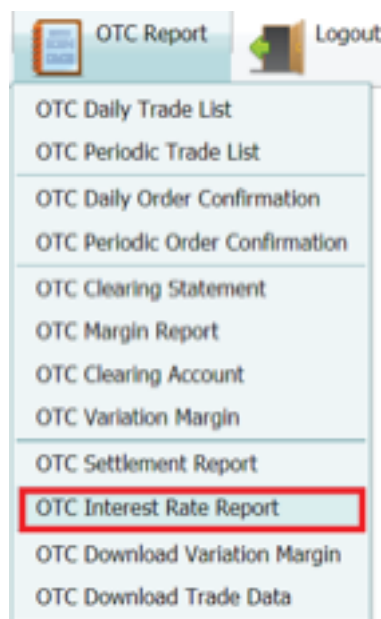 OTC Report
Logout
OTC Daily Trade List
OTC Periodic Trade List
OTC Daily Order Confirmation
OTC Periodic Order Confirmation
OTC Clearing Statement
OTC Margin Report
OTC Clearing Account
OTC Variation Margin
OTC Settlement Report
OTC Interest Rate Report
OTC Download Variation Margin
OTC Download Trade Data